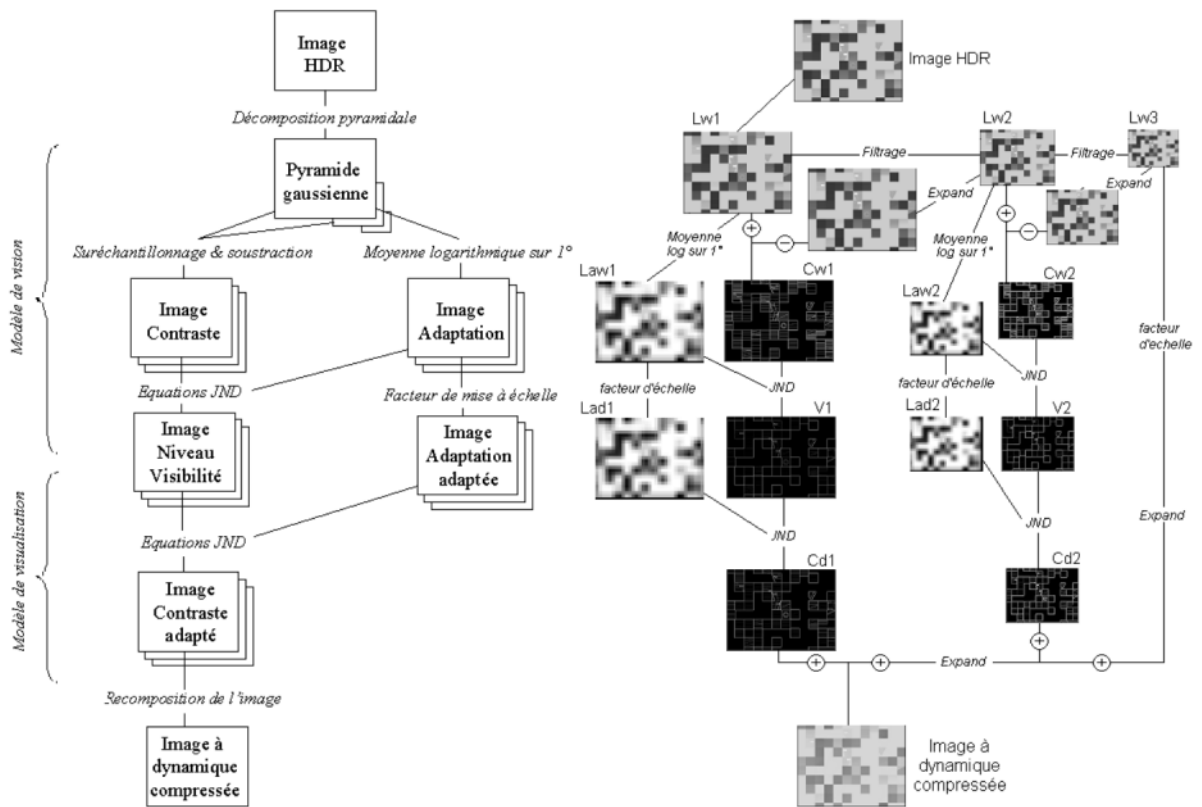 Image
HDR
Décomposition pyramidale
Pyramide
gaussienne
Suréchantillonnage & soustraction
Moyenne logarithmique sur 1°
Modèle de vision
Image
Contraste
Image
Adaptation
Equations JND
Facteur de mise à échelle
Image
Niveau
Visibilité
Image
Adaptation
adaptée
Modèle de visualisation
Equations JND
Image
Contraste
adapté
Recomposition de l'image
Image à
dynamique
compressée
Image HDR
Lw1
Lw2
Lw3
Filtrage
Filtrage
Expand
Expand
+
−
+
−
Moyenne
log sur 1°
Moyenne
log sur 1°
Law1
Cw1
Law2
Cw2
facteur
d'echelle
facteur d'échelle
JND
facteur d'échelle
JND
Lad1
V1
Lad2
V2
JND
JND
Expand
Cd1
Cd2
+
+
Expand
+
+
Image à
dynamique
compressée